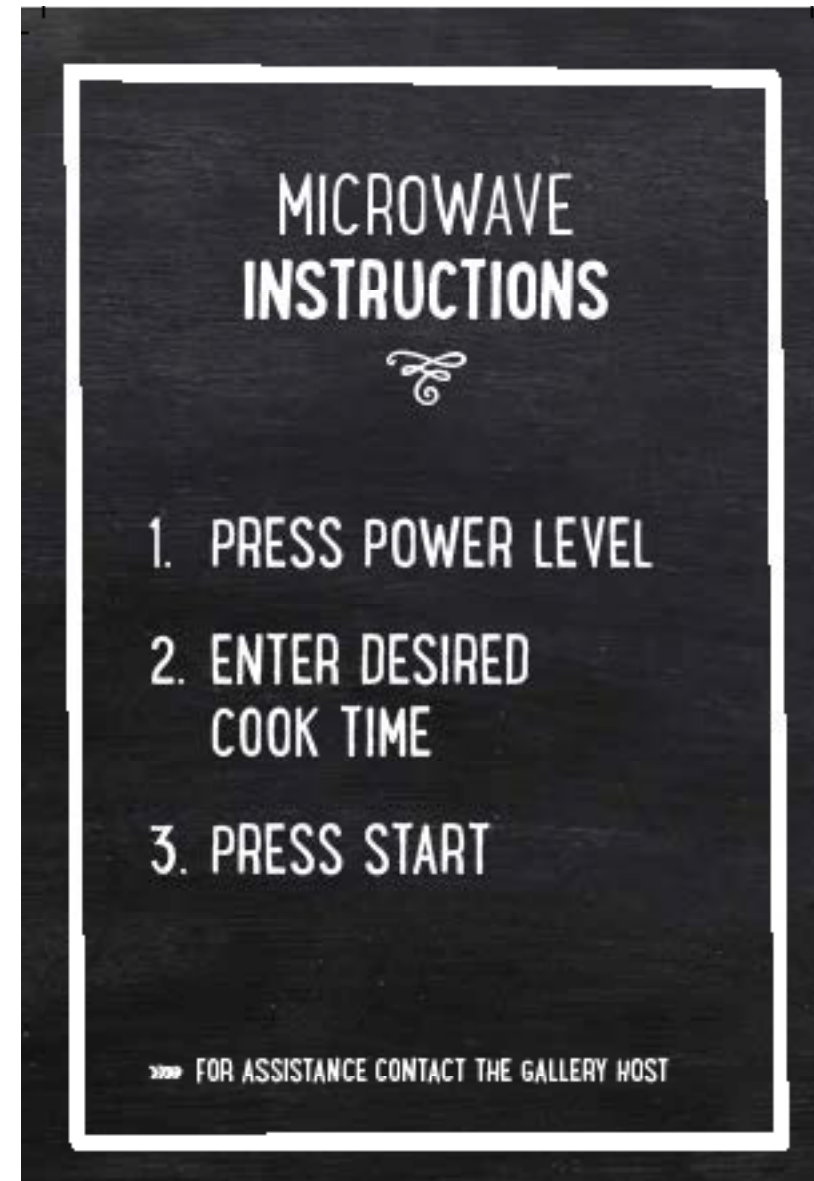 MICROWAVE
INSTRUCTIONS
1. PRESS POWER LEVEL
2. ENTER DESIRED
COOK TIME
3. PRESS START
FOR ASSISTANCE CONTACT THE GALLERY HOST